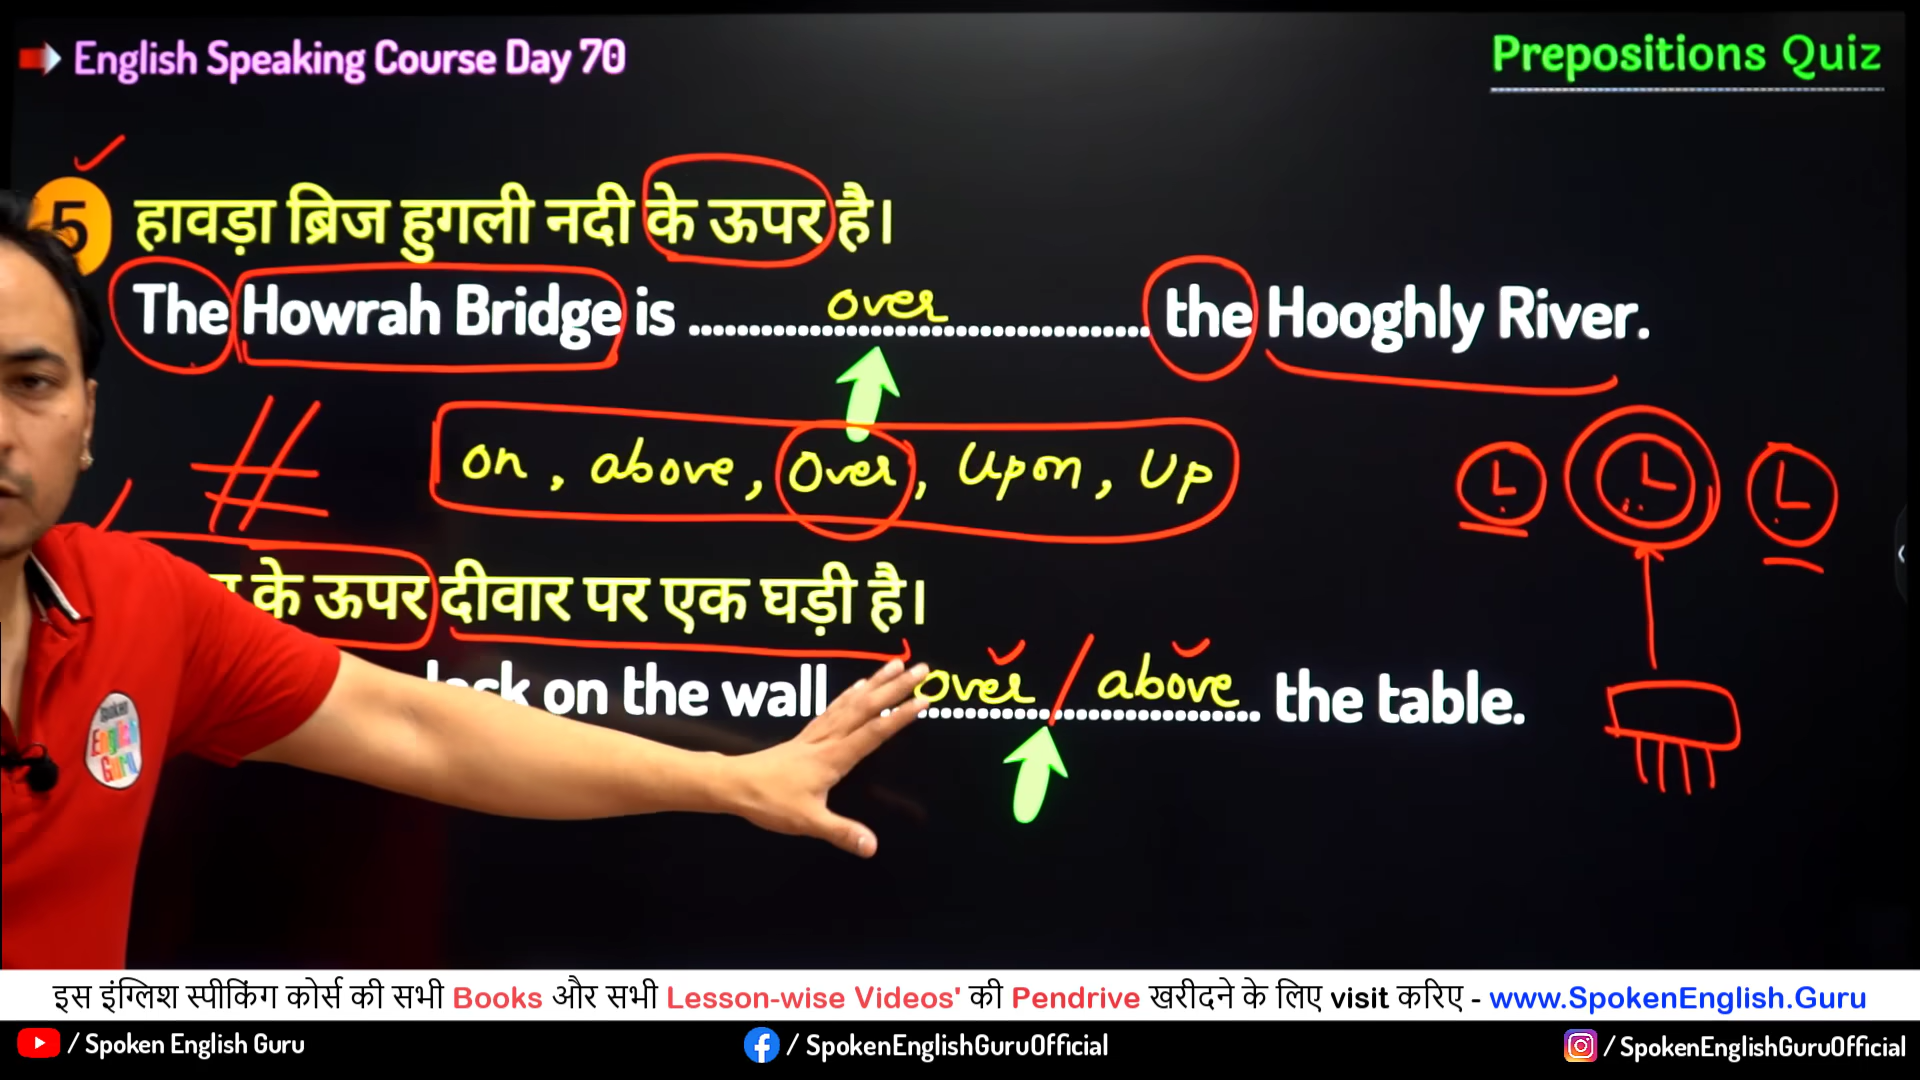 English Speaking Course Day 70
Prepositions Quiz
5 हावड़ा ब्रिज हुगली नदी के ऊपर है।
The Howrah Bridge is over the Hooghly River.
on, above, over, Upon, Up
के ऊपर दीवार पर एक घड़ी है।
on the wall over / above the table.
Spoken English Guru
इस इंग्लिश स्पीकिंग कोर्स की सभी Books और सभी Lesson-wise Videos' की Pendrive खरीदने के लिए visit करिए - www.SpokenEnglish.Guru
/ Spoken English Guru
/ SpokenEnglishGuruOfficial
/ SpokenEnglishGuruOfficial